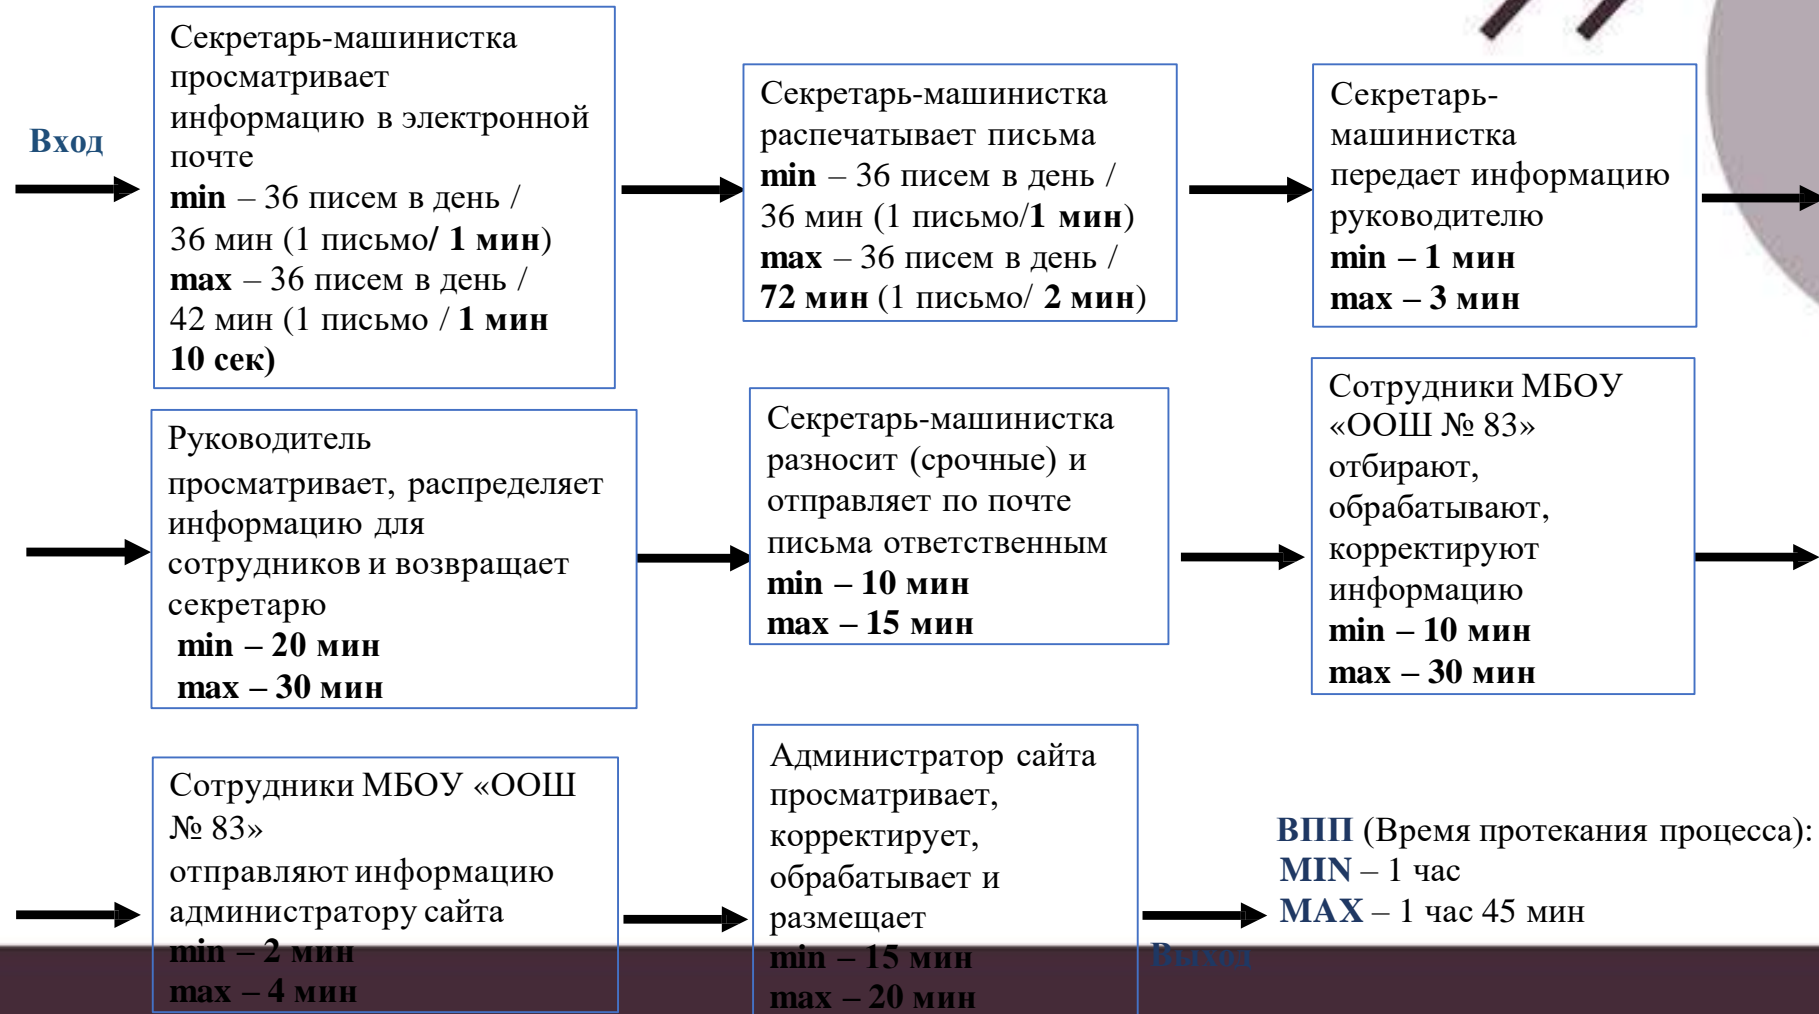 Вход
Секретарь-машинистка
просматривает
информацию в электронной
почте
min – 36 писем в день /
36 мин (1 письмо/ 1 мин)
max – 36 писем в день /
42 мин (1 письмо / 1 мин
10 сек)
Секретарь-машинистка
распечатывает письма
min – 36 писем в день /
36 мин (1 письмо/1 мин)
max – 36 писем в день /
72 мин (1 письмо/ 2 мин)
Секретарь-
машинистка
передает информацию
руководителю
min – 1 мин
max – 3 мин
Руководитель
просматривает, распределяет
информацию для
сотрудников и возвращает
секретарю
min – 20 мин
max – 30 мин
Секретарь-машинистка
разносит (срочные) и
отправляет по почте
письма ответственным
min – 10 мин
max – 15 мин
Сотрудники МБОУ
«ООШ № 83»
отбирают,
обрабатывают,
корректируют
информацию
min – 10 мин
max – 30 мин
Сотрудники МБОУ «ООШ
№ 83»
отправляют информацию
администратору сайта
min – 2 мин
max – 4 мин
Администратор сайта
просматривает,
корректирует,
обрабатывает и
размещает
min – 15 мин
max – 20 мин
Выход
ВПП (Время протекания процесса):
MIN – 1 час
MAX – 1 час 45 мин